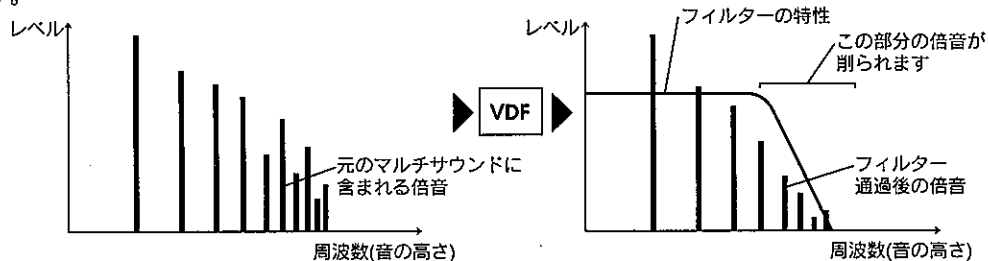 す。
レベル
元のマルチサウンドに
含まれる倍音
周波数(音の高さ)
VDF
レベル
フィルターの特性
この部分の倍音が
削られます
フィルター
通過後の倍音
周波数(音の高さ)